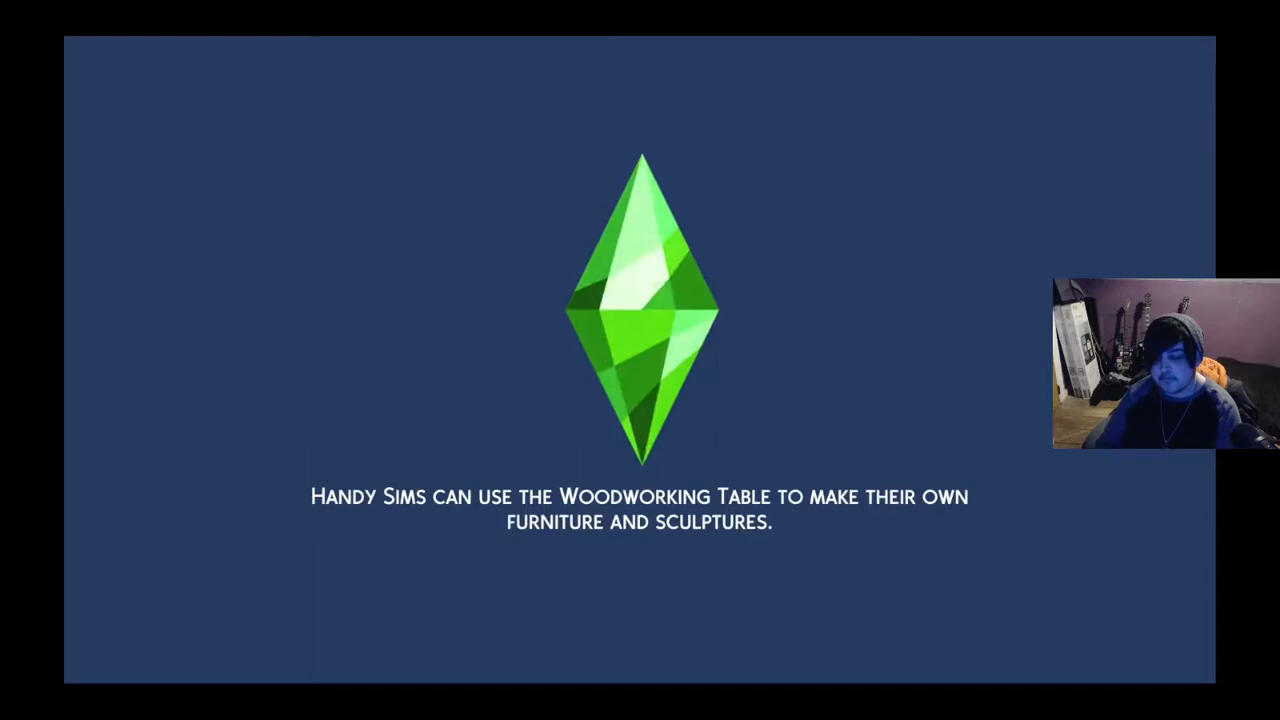 Handy Sims can use the Woodworking Table to make their own
furniture and sculptures.